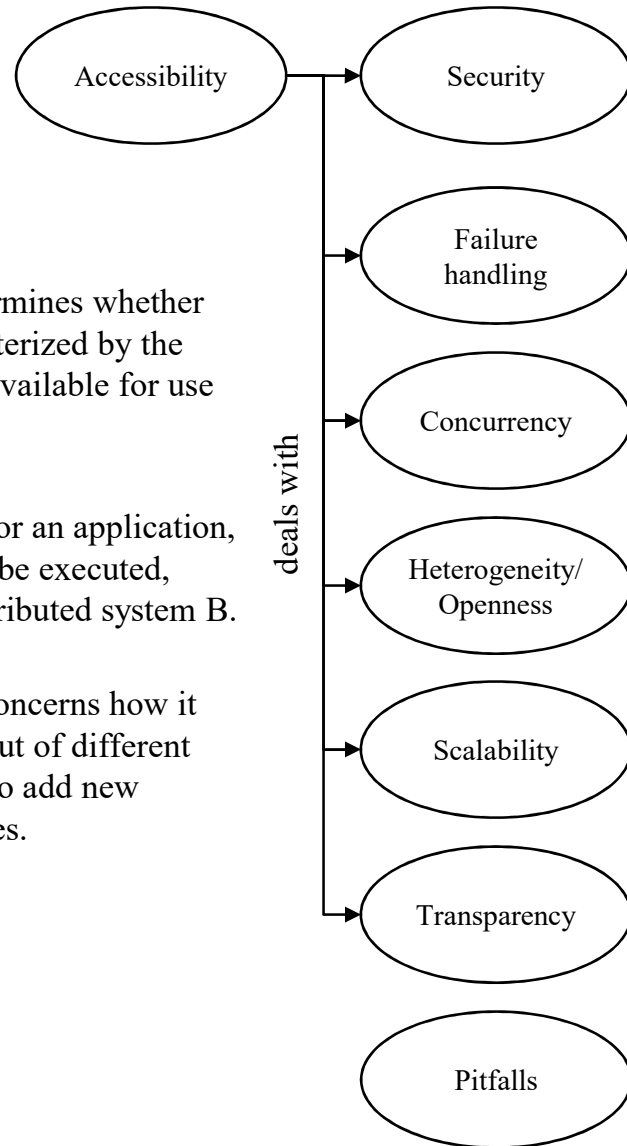 Accessibility
Security
Failure
handling
rmines whether
terized by the
vailable for use
Concurrency
deals with
or an application,
be executed,
ributed system B.
Heterogeneity/
Openness
oncerns how it
ut of different
o add new
es.
Scalability
Transparency
Pitfalls